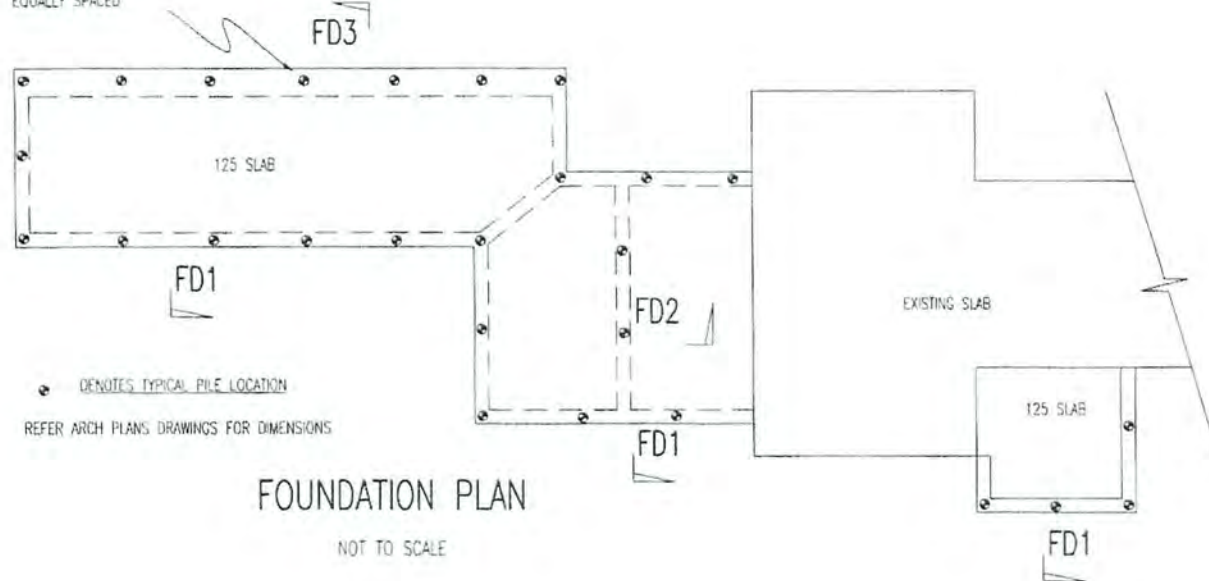 EQUALLY SPACED
FD3
125 SLAB
FD1
FD2
EXISTING SLAB
DENOTES TYPICAL PILE LOCATION
125 SLAB
REFER ARCH PLANS DRAWINGS FOR DIMENSIONS
FD1
FOUNDATION PLAN
NOT TO SCALE
FD1